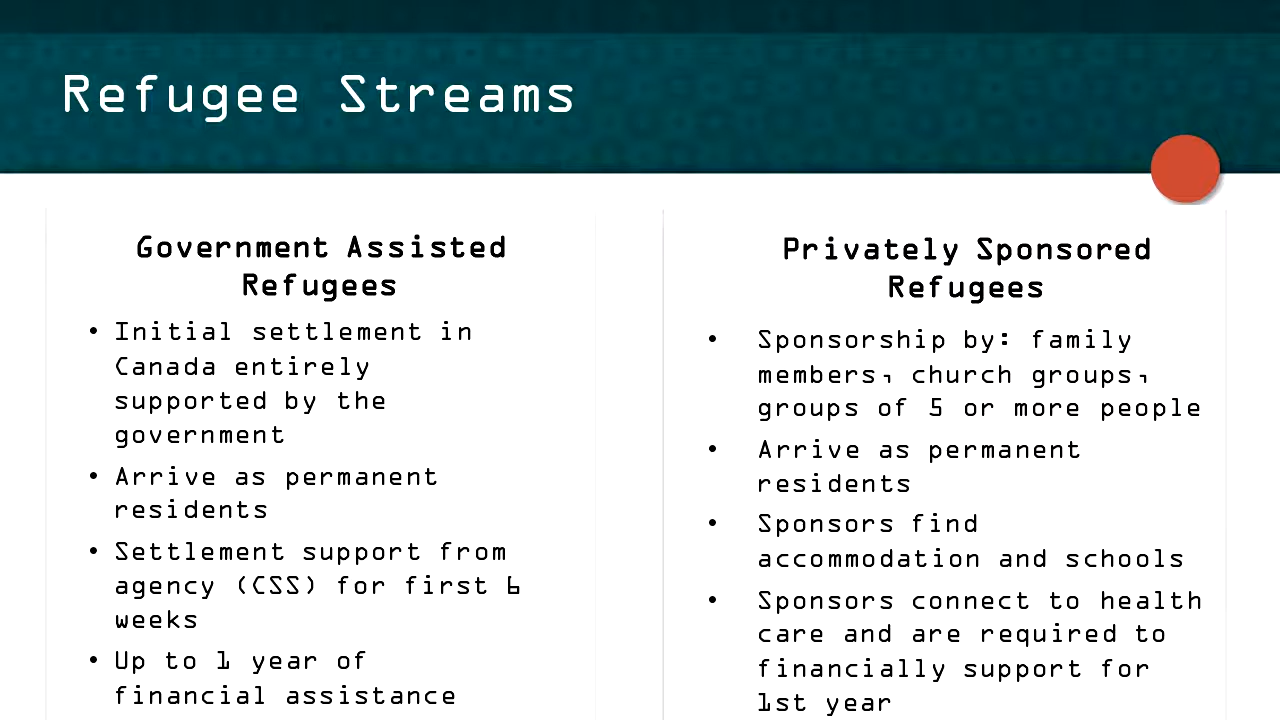 Refugee Streams
Government Assisted
Refugees
• Initial settlement in
Canada entirely
supported by the
government
• Arrive as permanent
residents
• Settlement support from
agency (CSS) for first 6
weeks
• Up to 1 year of
financial assistance
Privately Sponsored
Refugees
• Sponsorship by: family
members, church groups,
groups of 5 or more people
• Arrive as permanent
residents
• Sponsors find
accommodation and schools
• Sponsors connect to health
care and are required to
financially support for
1st year